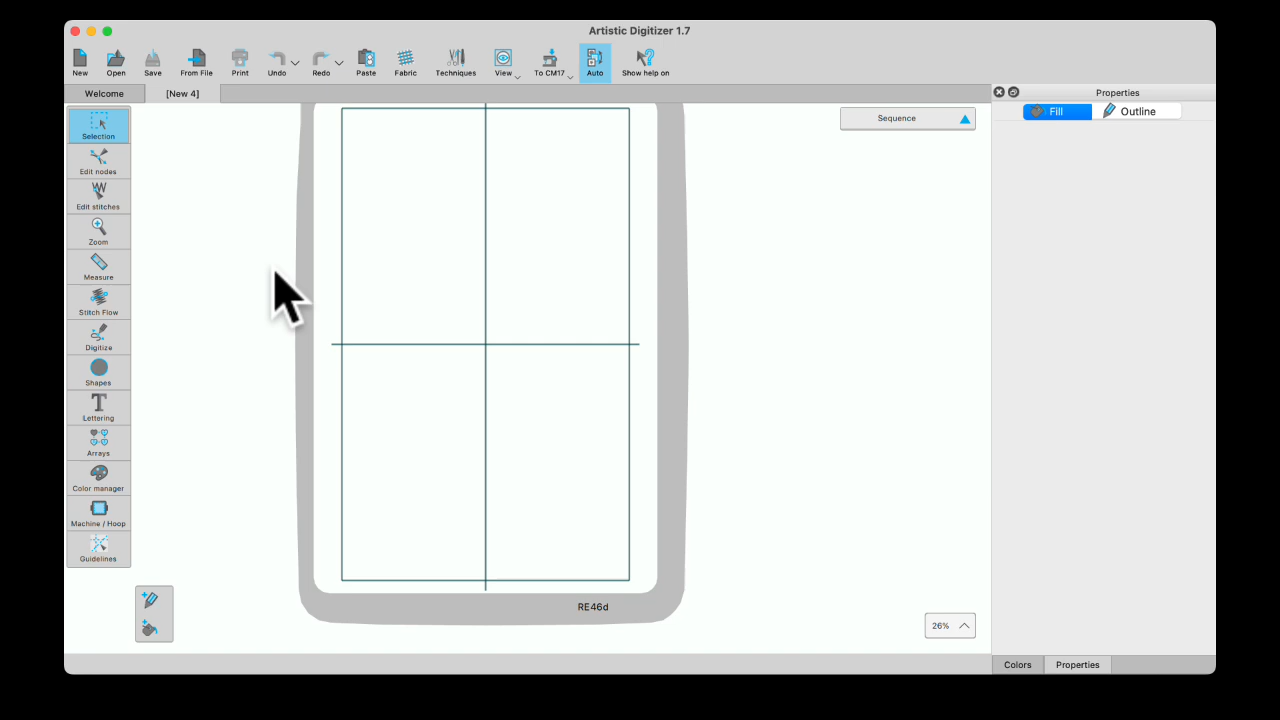 Artistic Digitizer 1.7
New Open Save From File Print Undo Redo Paste Fabric Techniques View To CM17 Auto Show help on
Welcome [New 4]
Properties
Fill Outline
Sequence
Selection
Edit nodes
Edit stitches
Zoom
Measure
Stitch Flow
Digitize
Shapes
Lettering
Arrays
Color manager
Machine / Hoop
Guidelines
RE46d
26%
Colors Properties